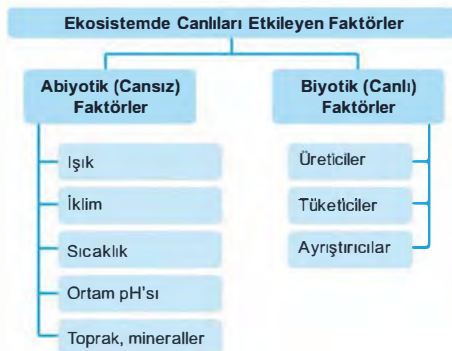 Ekosistemde Canlıları Etkileyen Faktörler
Abiyotik (Cansız)
Faktörler
Işık
İklim
Sıcaklık
Ortam pH'sı
Toprak, mineraller
Biyotik (Canlı)
Faktörler
Üreticiler
Tüketiciler
Ayrıştırıcılar